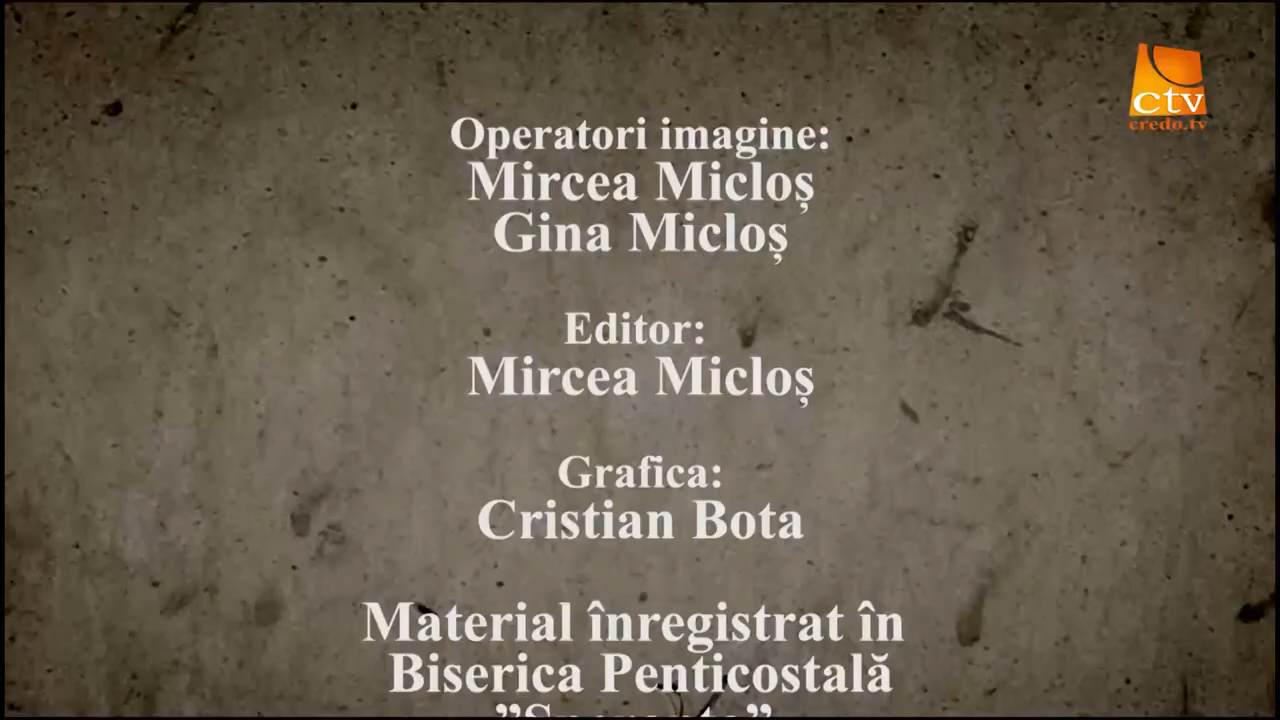 ctv
credo.tv
Operatori imagine:
Mircea Micloș
Gina Micloș
Editor:
Mircea Micloș
Grafica:
Cristian Bota
Material înregistrat în
Biserica Penticostală